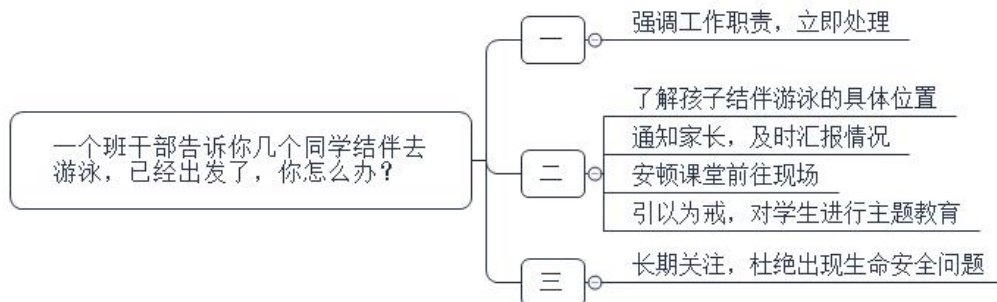 一个班干部告诉你几个同学结伴去
游泳，已经出发了，你怎么办？
一
强调工作职责，立即处理
二
了解孩子结伴游泳的具体位置
通知家长，及时汇报情况
安顿课堂前往现场
引以为戒，对学生进行主题教育
三
长期关注，杜绝出现生命安全问题